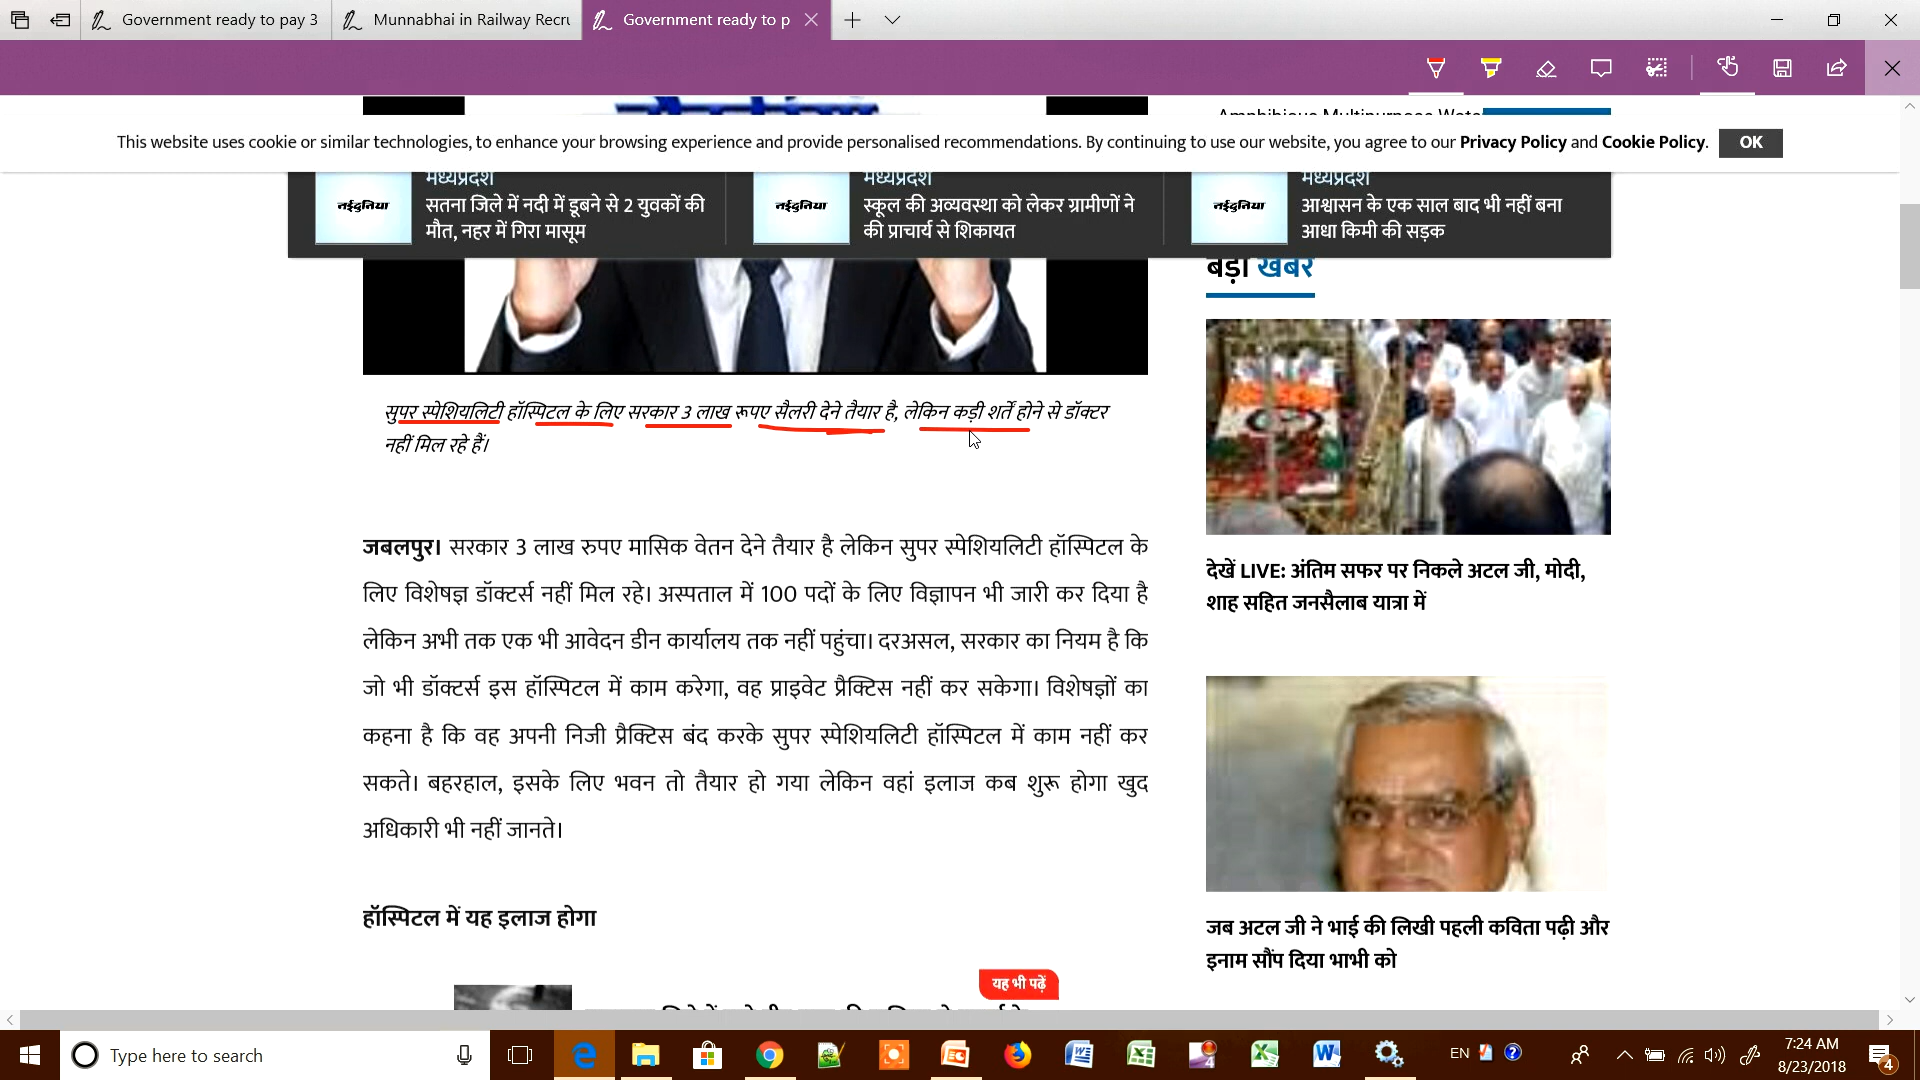 Government ready to pay 3
Munnabhai in Railway Recru
Government ready to p
This website uses cookie or similar technologies, to enhance your browsing experience and provide personalised recommendations. By continuing to use our website, you agree to our Privacy Policy and Cookie Policy.
OK
नईदुनिया
मध्यप्रदेश
सतना जिले में नदी में डूबने से 2 युवकों की
मौत, नहर में गिरा मासूम
नईदुनिया
मध्यप्रदेश
स्कूल की अव्यवस्था को लेकर ग्रामीणों ने
की प्राचार्य से शिकायत
नईदुनिया
मध्यप्रदेश
आश्वासन के एक साल बाद भी नहीं बना
आधा किमी की सड़क
सुपर स्पेशियलिटी हॉस्पिटल के लिए सरकार 3 लाख रूपए सैलरी देने तैयार है, लेकिन कड़ी शर्तें होने से डॉक्टर
नहीं मिल रहे हैं।
जबलपुर। सरकार 3 लाख रुपए मासिक वेतन देने तैयार है लेकिन सुपर स्पेशियलिटी हॉस्पिटल के
लिए विशेषज्ञ डॉक्टर्स नहीं मिल रहे। अस्पताल में 100 पदों के लिए विज्ञापन भी जारी कर दिया है
लेकिन अभी तक एक भी आवेदन डीन कार्यालय तक नहीं पहुंचा। दरअसल, सरकार का नियम है कि
जो भी डॉक्टर्स इस हॉस्पिटल में काम करेगा, वह प्राइवेट प्रैक्टिस नहीं कर सकेगा। विशेषज्ञों का
कहना है कि वह अपनी निजी प्रैक्टिस बंद करके सुपर स्पेशियलिटी हॉस्पिटल में काम नहीं कर
सकते। बहरहाल, इसके लिए भवन तो तैयार हो गया लेकिन वहां इलाज कब शुरू होगा खुद
अधिकारी भी नहीं जानते।
हॉस्पिटल में यह इलाज होगा
यह भी पढ़ें
Amphibious Multipurpose Wate
बड़ी खबर
देखें LIVE: अंतिम सफर पर निकले अटल जी, मोदी,
शाह सहित जनसैलाब यात्रा में
जब अटल जी ने भाई की लिखी पहली कविता पढ़ी और
इनाम सौंप दिया भाभी को
Type here to search
EN
7:24 AM
8/23/2018
4